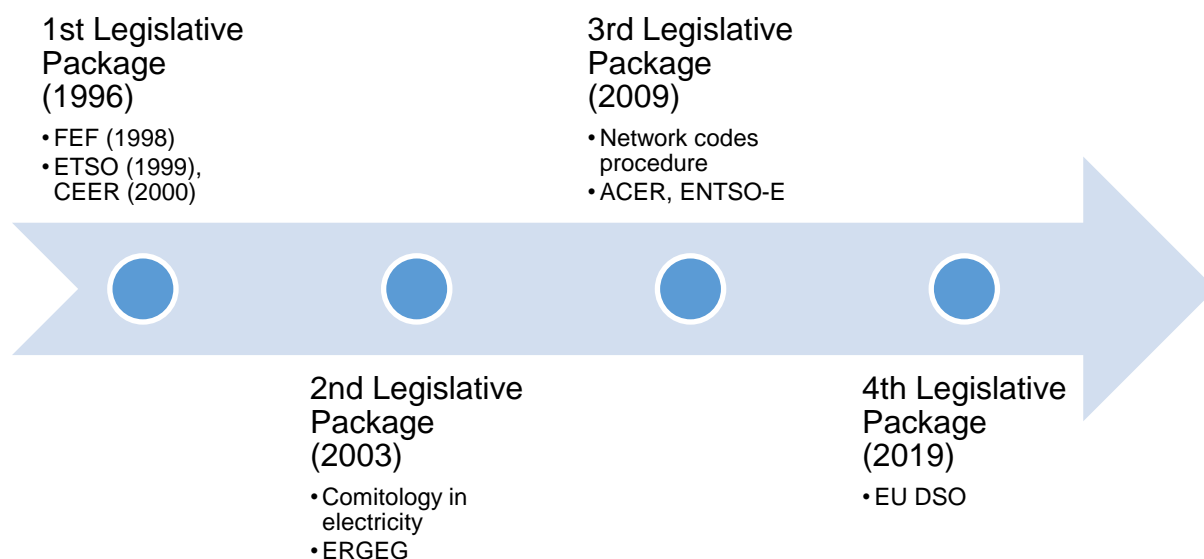 1st Legislative
Package
(1996)
• FEF (1998)
• ETSO (1999),
CEER (2000)
2nd Legislative
Package
(2003)
• Comitology in
electricity
• ERGEG
3rd Legislative
Package
(2009)
• Network codes
procedure
• ACER, ENTSO-E
4th Legislative
Package
(2019)
• EU DSO